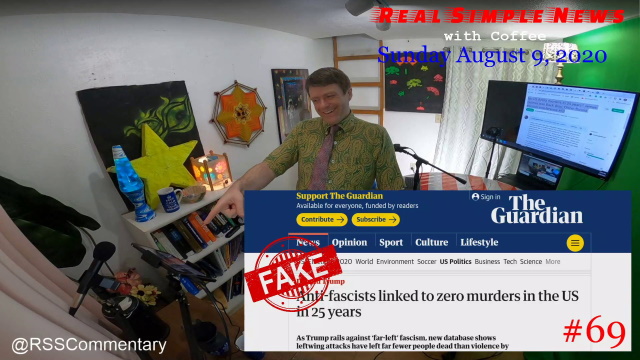 REAL SIMPLE NEWS
with Coffee
Sunday August 9, 2020
Support The Guardian
Available for everyone, funded by readers
Contribute →
Subscribe →
Sign in
The Guardian
News
Opinion
Sport
Culture
Lifestyle
2020 World Environment Soccer US Politics Business Tech Science More
FAKE
Trump
Anti-fascists linked to zero murders in the US
in 25 years
As Trump rails against 'far-left' fascism, new database shows
leftwing attacks have left far fewer people dead than violence by
#69
@RSSCommentary